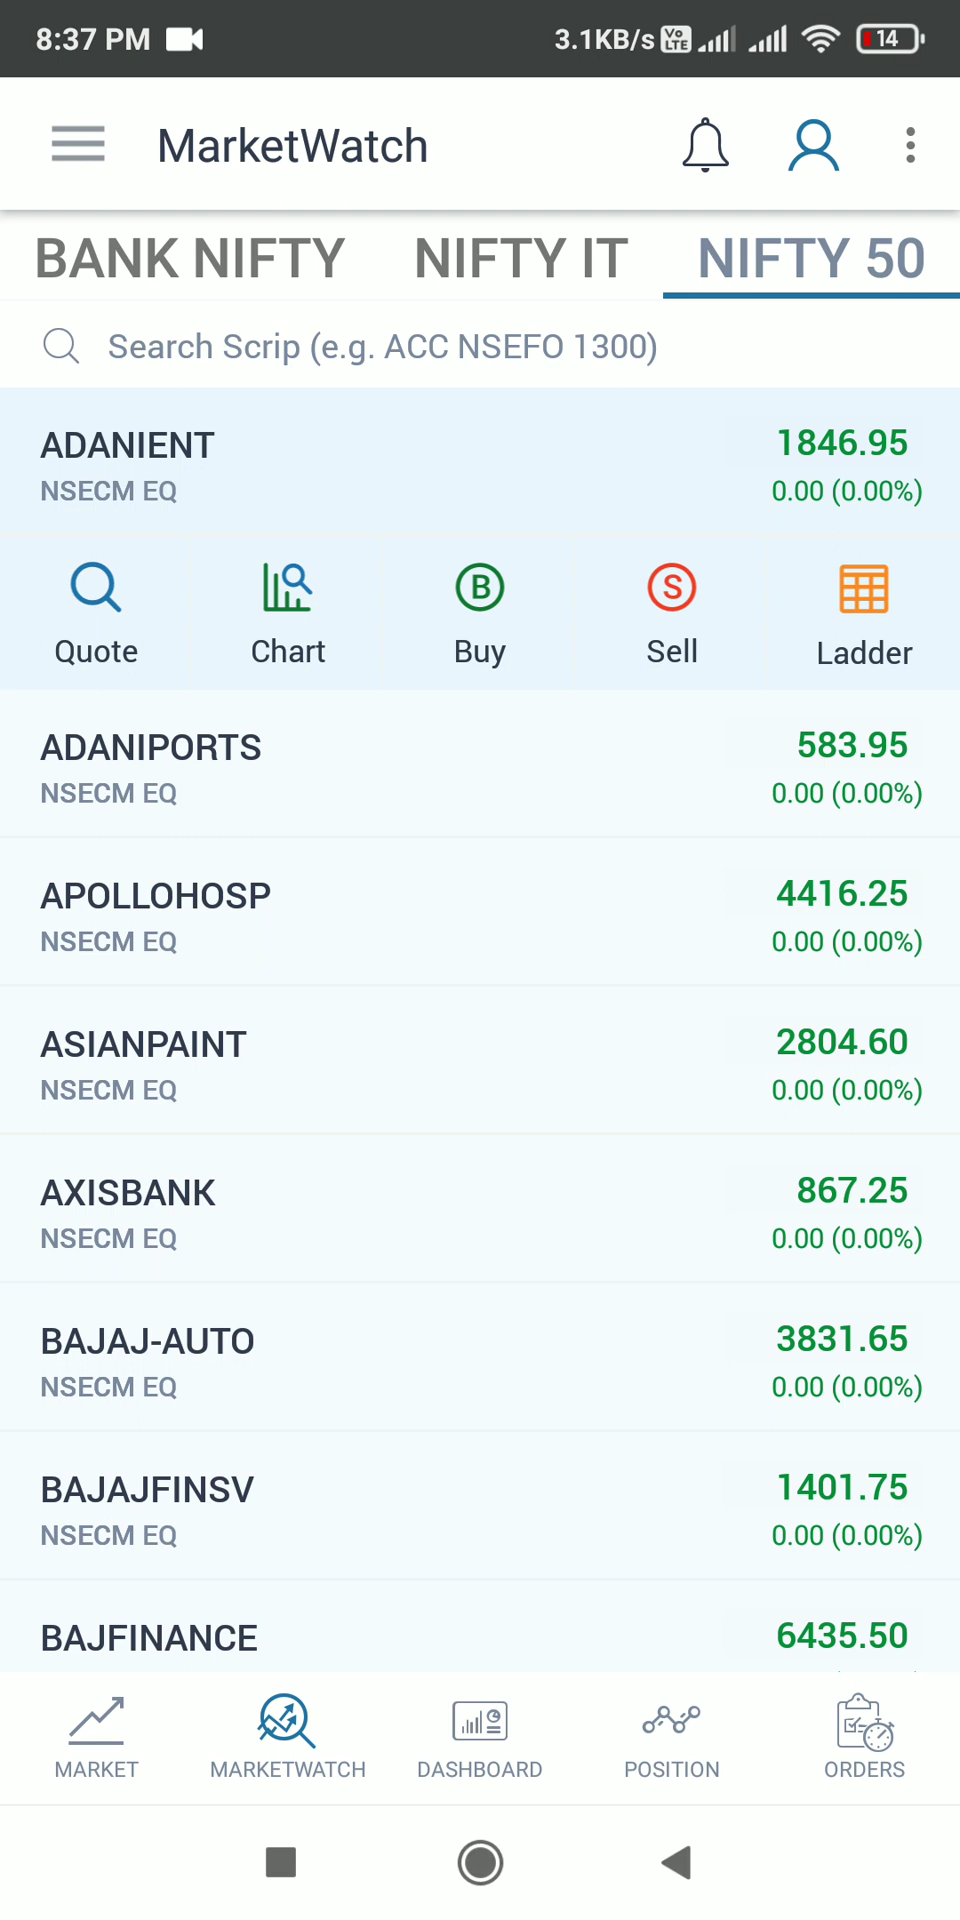 8:37 PM 3.1KB/s Vo LTE 14
MarketWatch
BANK NIFTY NIFTY IT NIFTY 50
Search Scrip (e.g. ACC NSEFO 1300)
ADANIENT 1846.95
NSECM EQ 0.00 (0.00%)
B S
Quote Chart Buy Sell Ladder
ADANIPORTS 583.95
NSECM EQ 0.00 (0.00%)
APOLLOHOSP 4416.25
NSECM EQ 0.00 (0.00%)
ASIANPAINT 2804.60
NSECM EQ 0.00 (0.00%)
AXISBANK 867.25
NSECM EQ 0.00 (0.00%)
BAJAJ-AUTO 3831.65
NSECM EQ 0.00 (0.00%)
BAJAJFINSV 1401.75
NSECM EQ 0.00 (0.00%)
BAJFINANCE 6435.50
MARKET MARKETWATCH DASHBOARD POSITION ORDERS